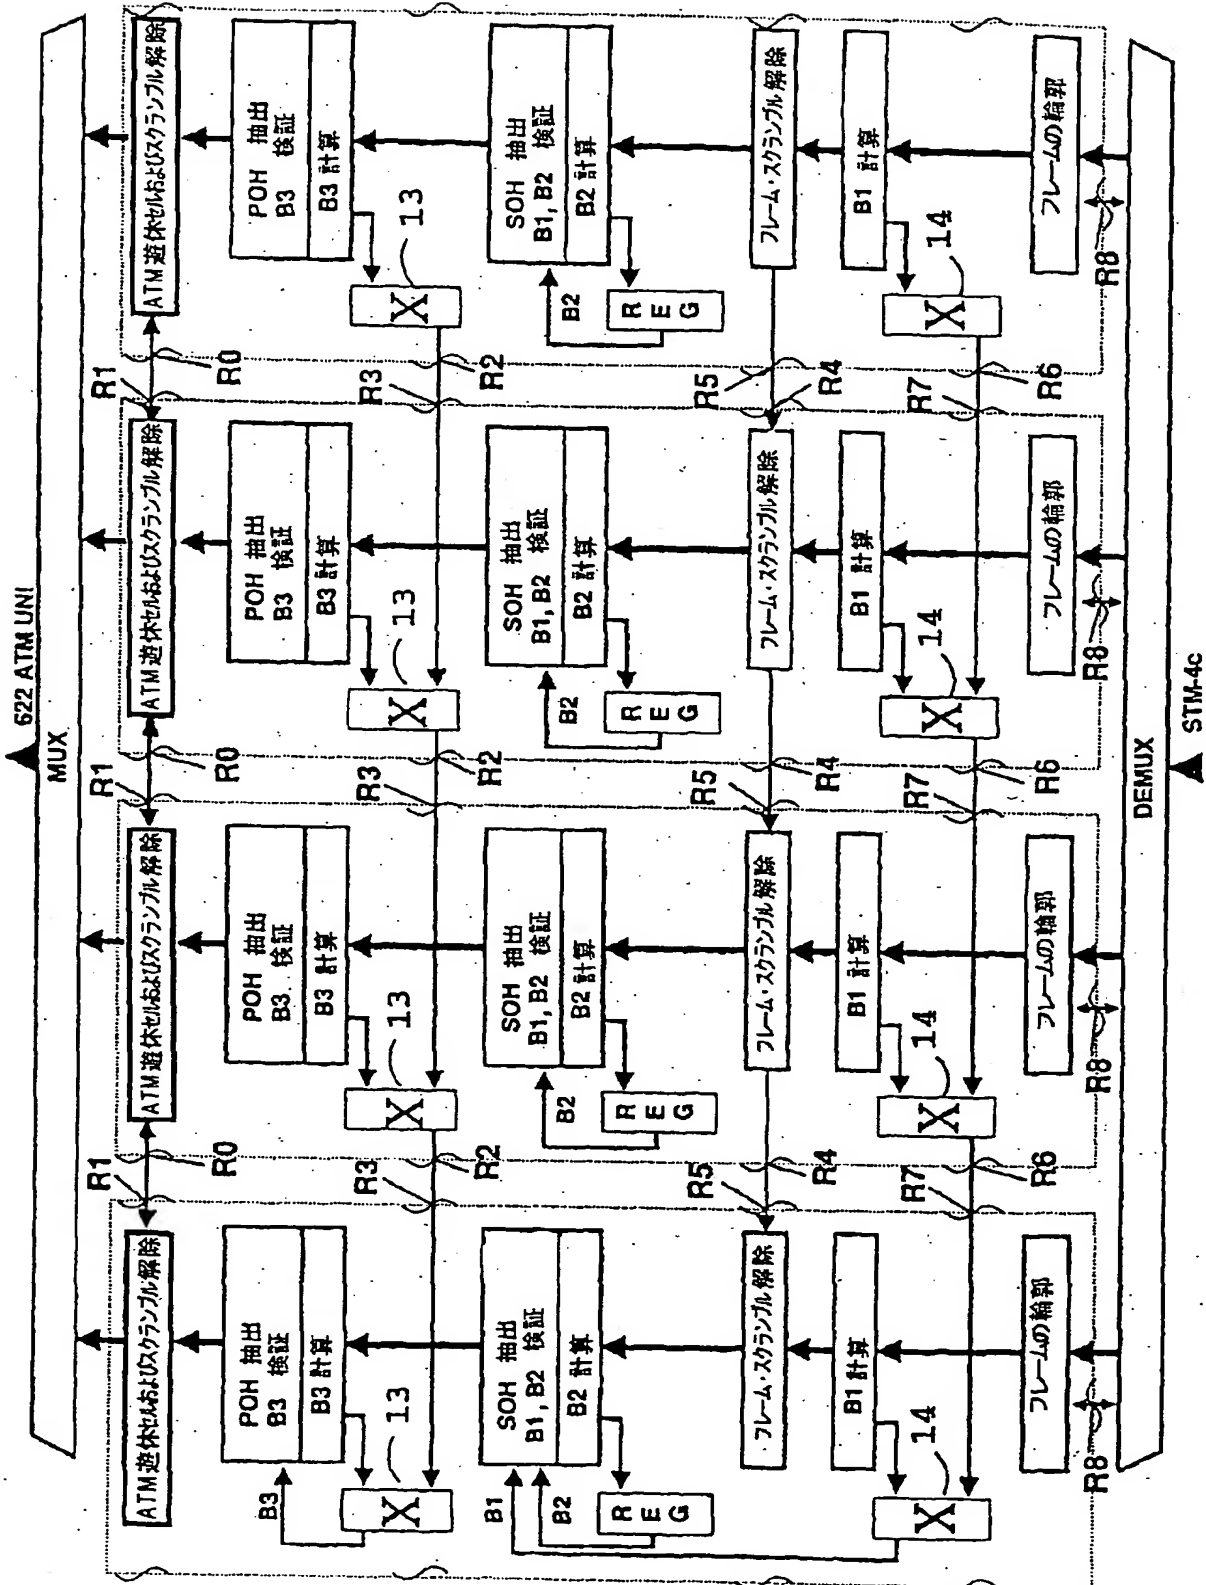 622 ATM UNI
MUX
R1
R1
R1
ATM遊休セルおよびスクランブル解除
ATM遊休セルおよびスクランブル解除
ATM遊休セルおよびスクランブル解除
ATM遊休セルおよびスクランブル解除
R0
R0
R0
POH 抽出
B3 検証
B3 計算
POH 抽出
B3 検証
B3 計算
POH 抽出
B3 検証
B3 計算
POH 抽出
B3 検証
B3 計算
B3
X
13
R3
X
13
R3
X
13
R3
X
13
R2
R2
R2
SOH 抽出
B1, B2 検証
B2 計算
SOH 抽出
B1, B2 検証
B2 計算
SOH 抽出
B1, B2 検証
B2 計算
SOH 抽出
B1, B2 検証
B2 計算
B1
B2
REG
B2
REG
B2
REG
B2
REG
R5
R5
R5
フレーム・スクランブル解除
フレーム・スクランブル解除
フレーム・スクランブル解除
フレーム・スクランブル解除
R4
R4
R4
B1 計算
B1 計算
B1 計算
B1 計算
X
14
R7
X
14
R7
X
14
R7
X
14
R6
R6
R6
フレームの輪郭
フレームの輪郭
フレームの輪郭
フレームの輪郭
R8
R8
R8
R8
DEMUX
STM-4c